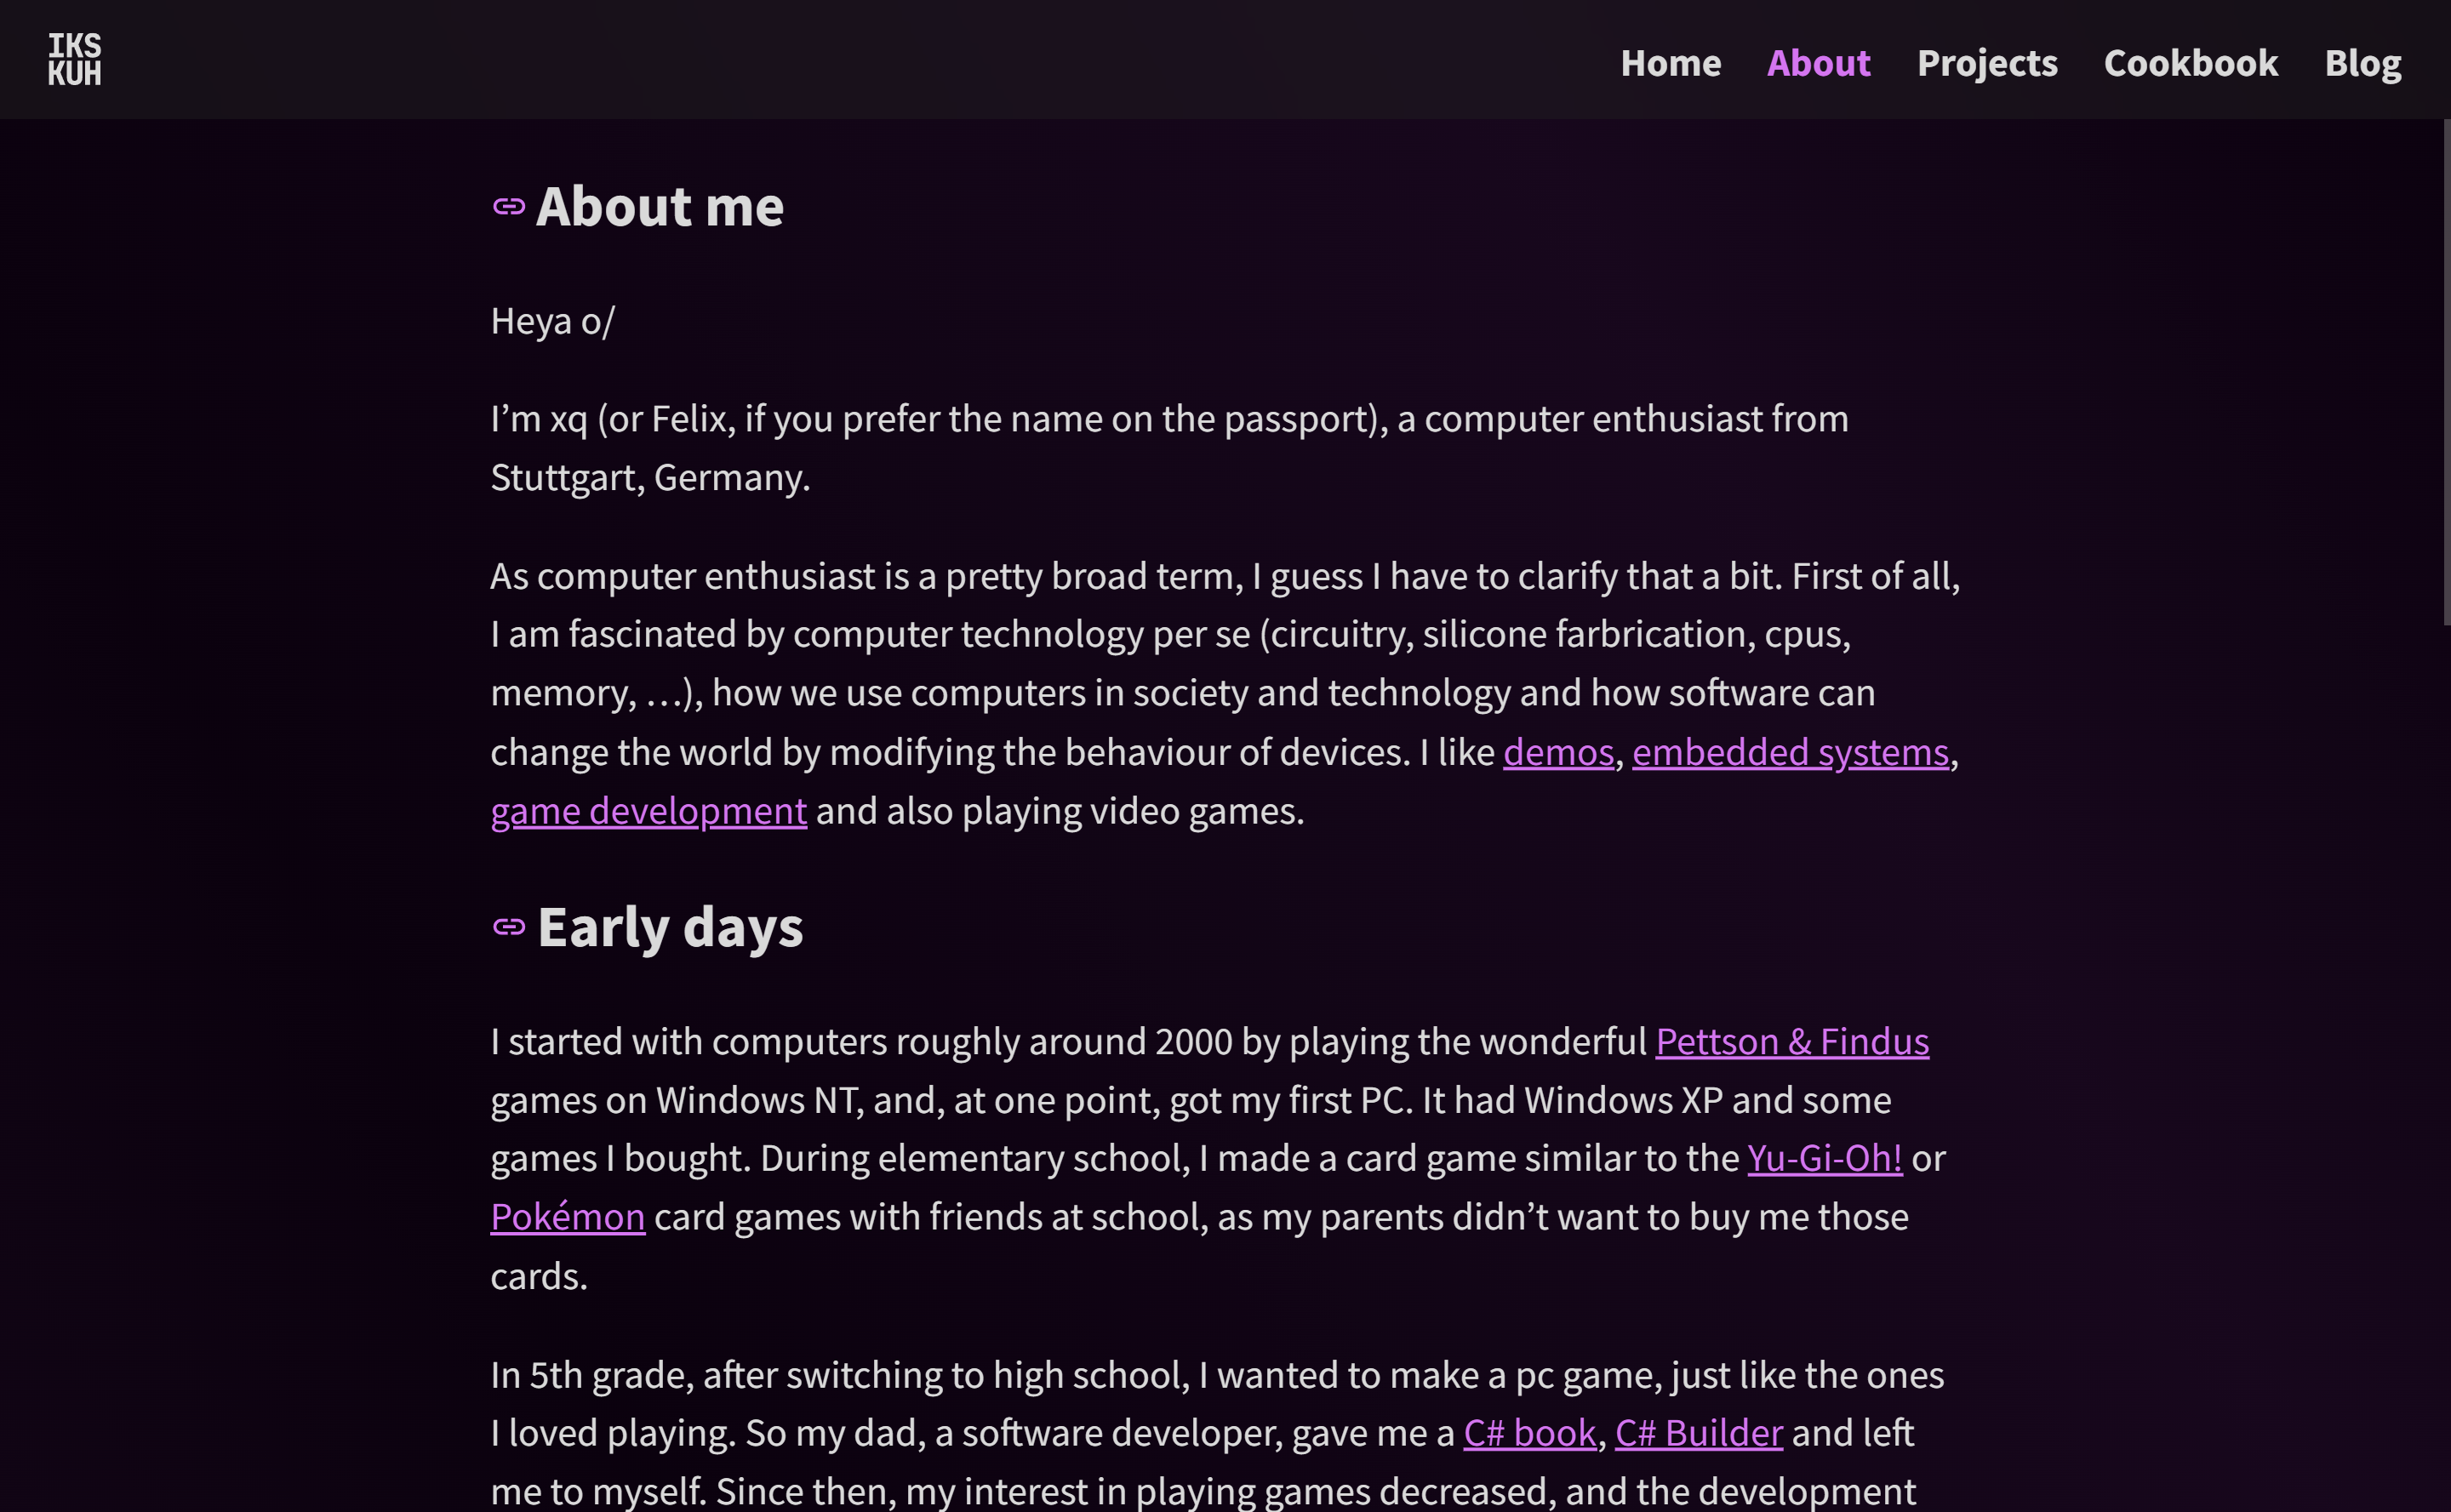 IKS
KUH
Home About Projects Cookbook Blog
About me
Heya o/
I’m xq (or Felix, if you prefer the name on the passport), a computer enthusiast from
Stuttgart, Germany.
As computer enthusiast is a pretty broad term, I guess I have to clarify that a bit. First of all,
I am fascinated by computer technology per se (circuitry, silicone farbrication, cpus,
memory, …), how we use computers in society and technology and how software can
change the world by modifying the behaviour of devices. I like demos, embedded systems,
game development and also playing video games.
Early days
I started with computers roughly around 2000 by playing the wonderful Pettson & Findus
games on Windows NT, and, at one point, got my first PC. It had Windows XP and some
games I bought. During elementary school, I made a card game similar to the Yu-Gi-Oh! or
Pokémon card games with friends at school, as my parents didn’t want to buy me those
cards.
In 5th grade, after switching to high school, I wanted to make a pc game, just like the ones
I loved playing. So my dad, a software developer, gave me a C# book, C# Builder and left
me to myself. Since then, my interest in playing games decreased, and the development